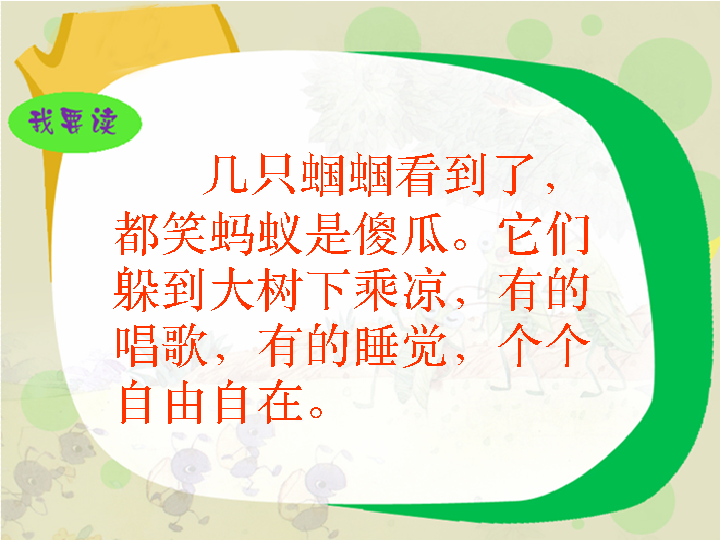 我要读
几只蝈蝈看到了，
都笑蚂蚁是傻瓜。它们
躲到大树下乘凉，有的
唱歌，有的睡觉，个个
自由自在。